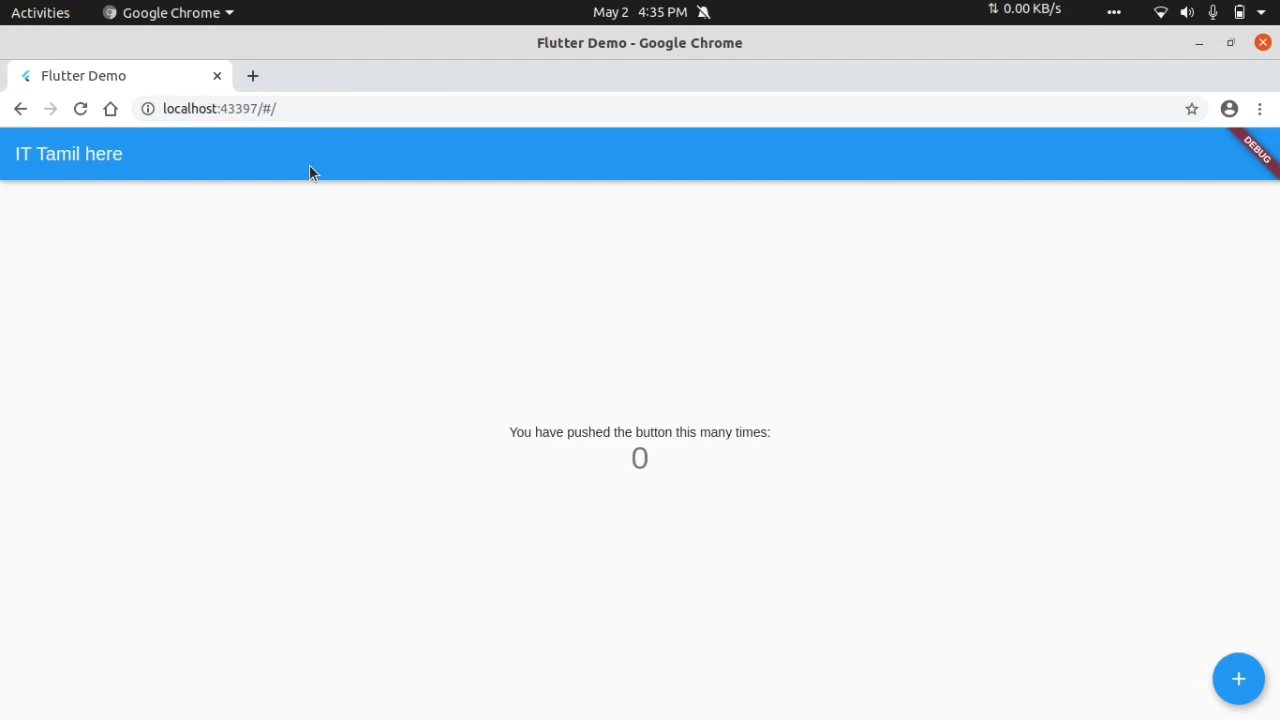 Activities Google Chrome May 2 4:35 PM 0.00 KB/s
Flutter Demo - Google Chrome
Flutter Demo
localhost:43397/#/
IT Tamil here
DEBUG
You have pushed the button this many times:
0